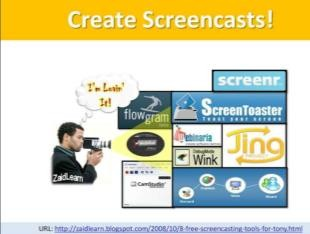 Create Screencasts!
screenr
I'm Lovin'
It!
flowgram
ScreenToaster
Toast your screen
Webinaria
Jing
DebugMode
Wink
ZaidLearn
CamStudio
URL: http://zaidlearn.blogspot.com/2008/10/8-free-screencasting-tools-for-tony.html